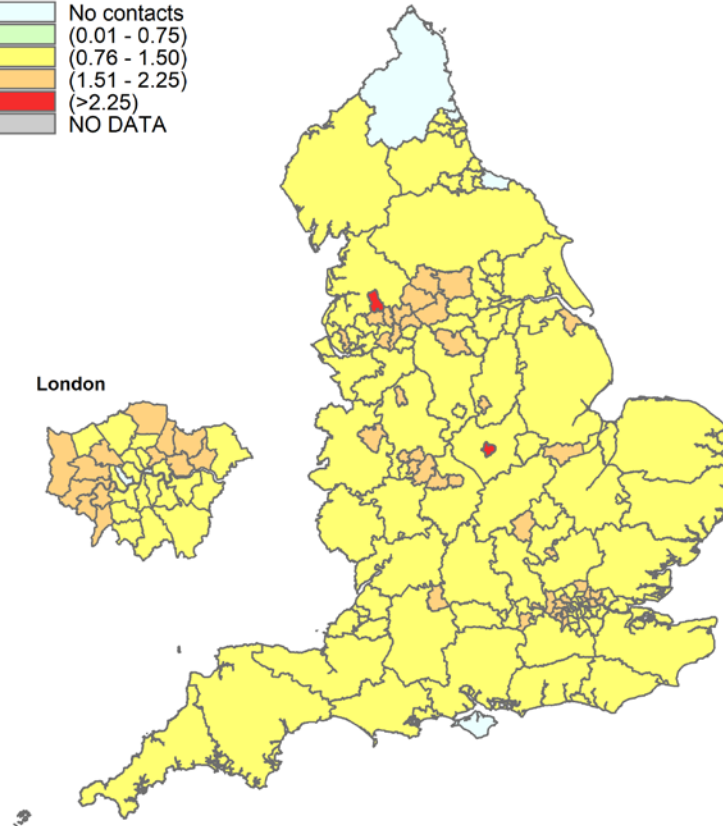 No contacts
(0.01 - 0.75)
(0.76 - 1.50)
(1.51 - 2.25)
(>2.25)
NO DATA
London